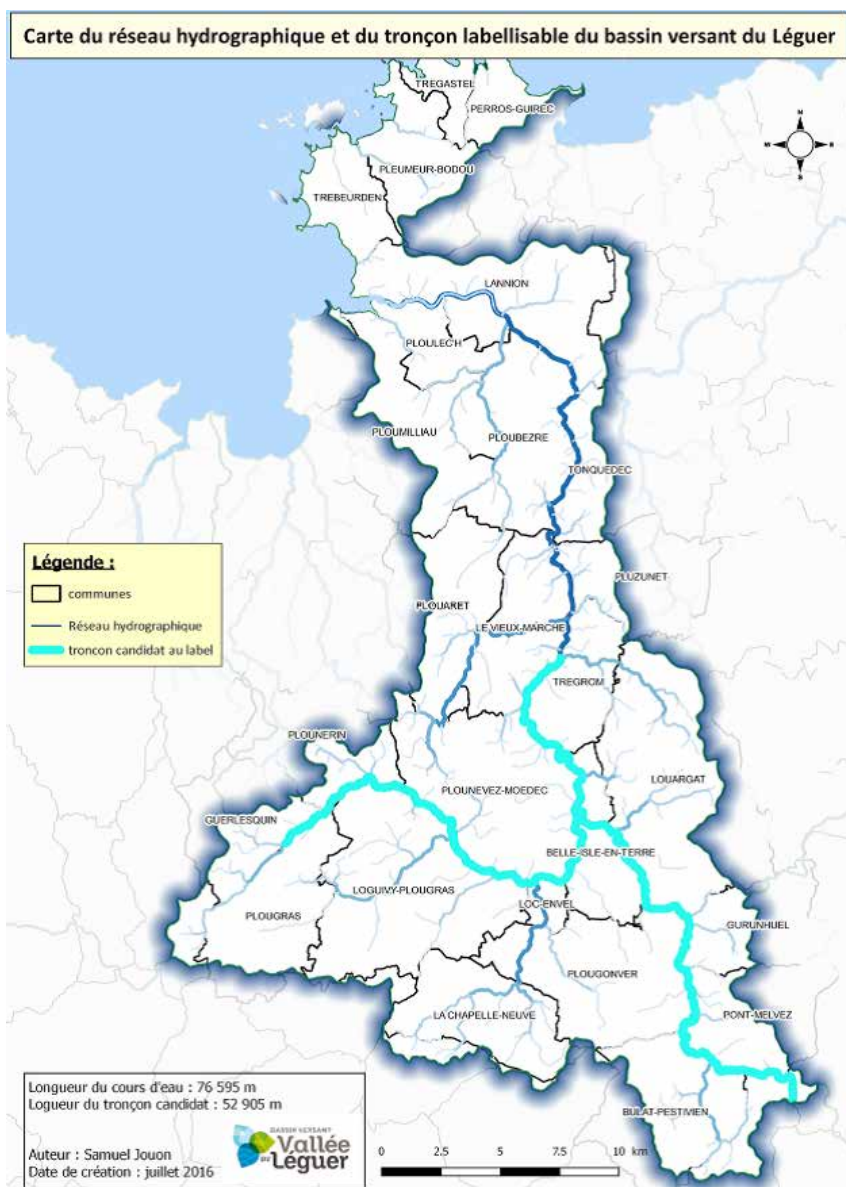 Carte du réseau hydrographique et du tronçon labellisable du bassin versant du Léguer
TREGASTEL
PERROS-GUIREC
N
W E
S
PLEUMEUR-BODOU
TREBEURDEN
LANNION
PLOULEC'H
PLOUMILLIAU
PLOUBEZRE
TONQUEDEC
Légende :
communes
Réseau hydrographique
troncon candidat au label
PLUZUNET
PLOUARET
LE VIEUX-MARCHE
TREGROM
PLOUNERIN
PLOUNEVEZ-MOEDEC
LOUARGAT
GUERLESQUIN
BELLE-ISLE-EN-TERRE
LOGUIVY-PLOUGRAS
LOC-ENVEL
PLOUGRAS
GURUNHUEL
PLOUGONVER
LA CHAPELLE-NEUVE
PONT-MELVEZ
BULAT-PESTIVIEN
Longueur du cours d'eau : 76 595 m
Logueur du tronçon candidat : 52 905 m
Auteur : Samuel Jouon
Date de création : juillet 2016
BASSIN VERSANT
Vallée
DU Léguer
0 2.5 5 7.5 10 km